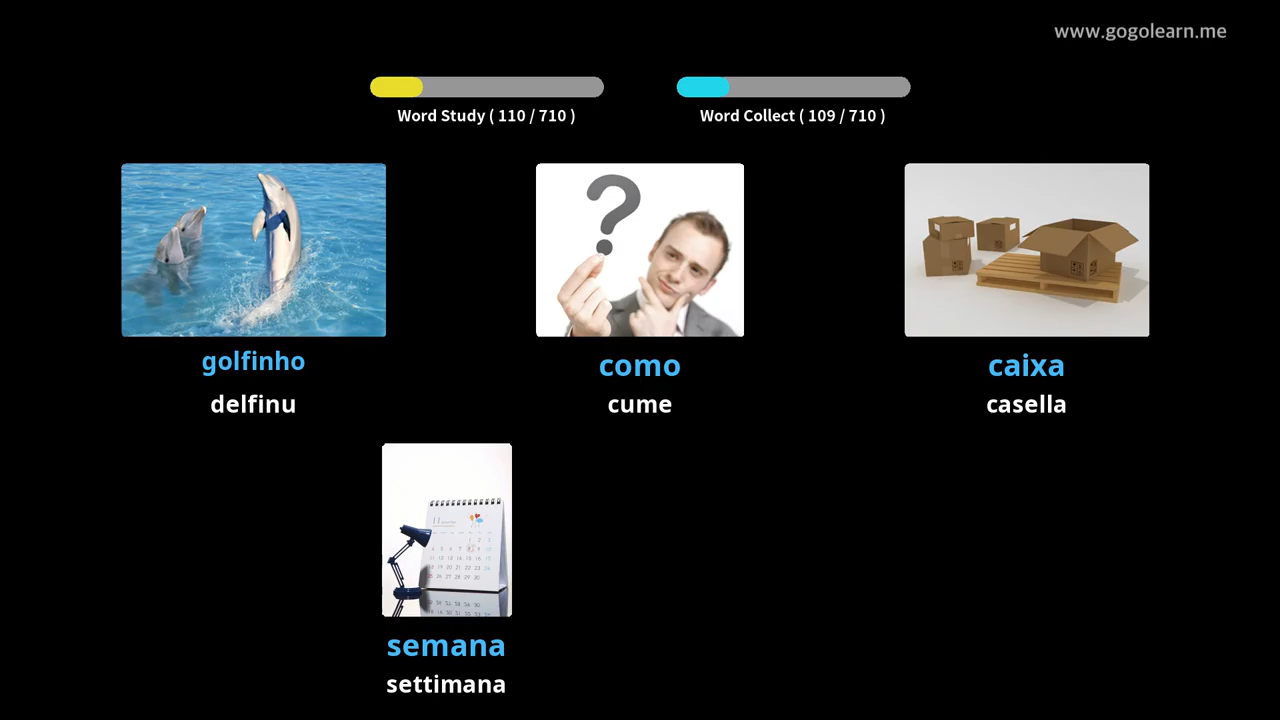 www.gogolearn.me
Word Study ( 110 / 710 )
Word Collect ( 109 / 710 )
golfinho
delfinu
como
cume
caixa
casella
semana
settimana